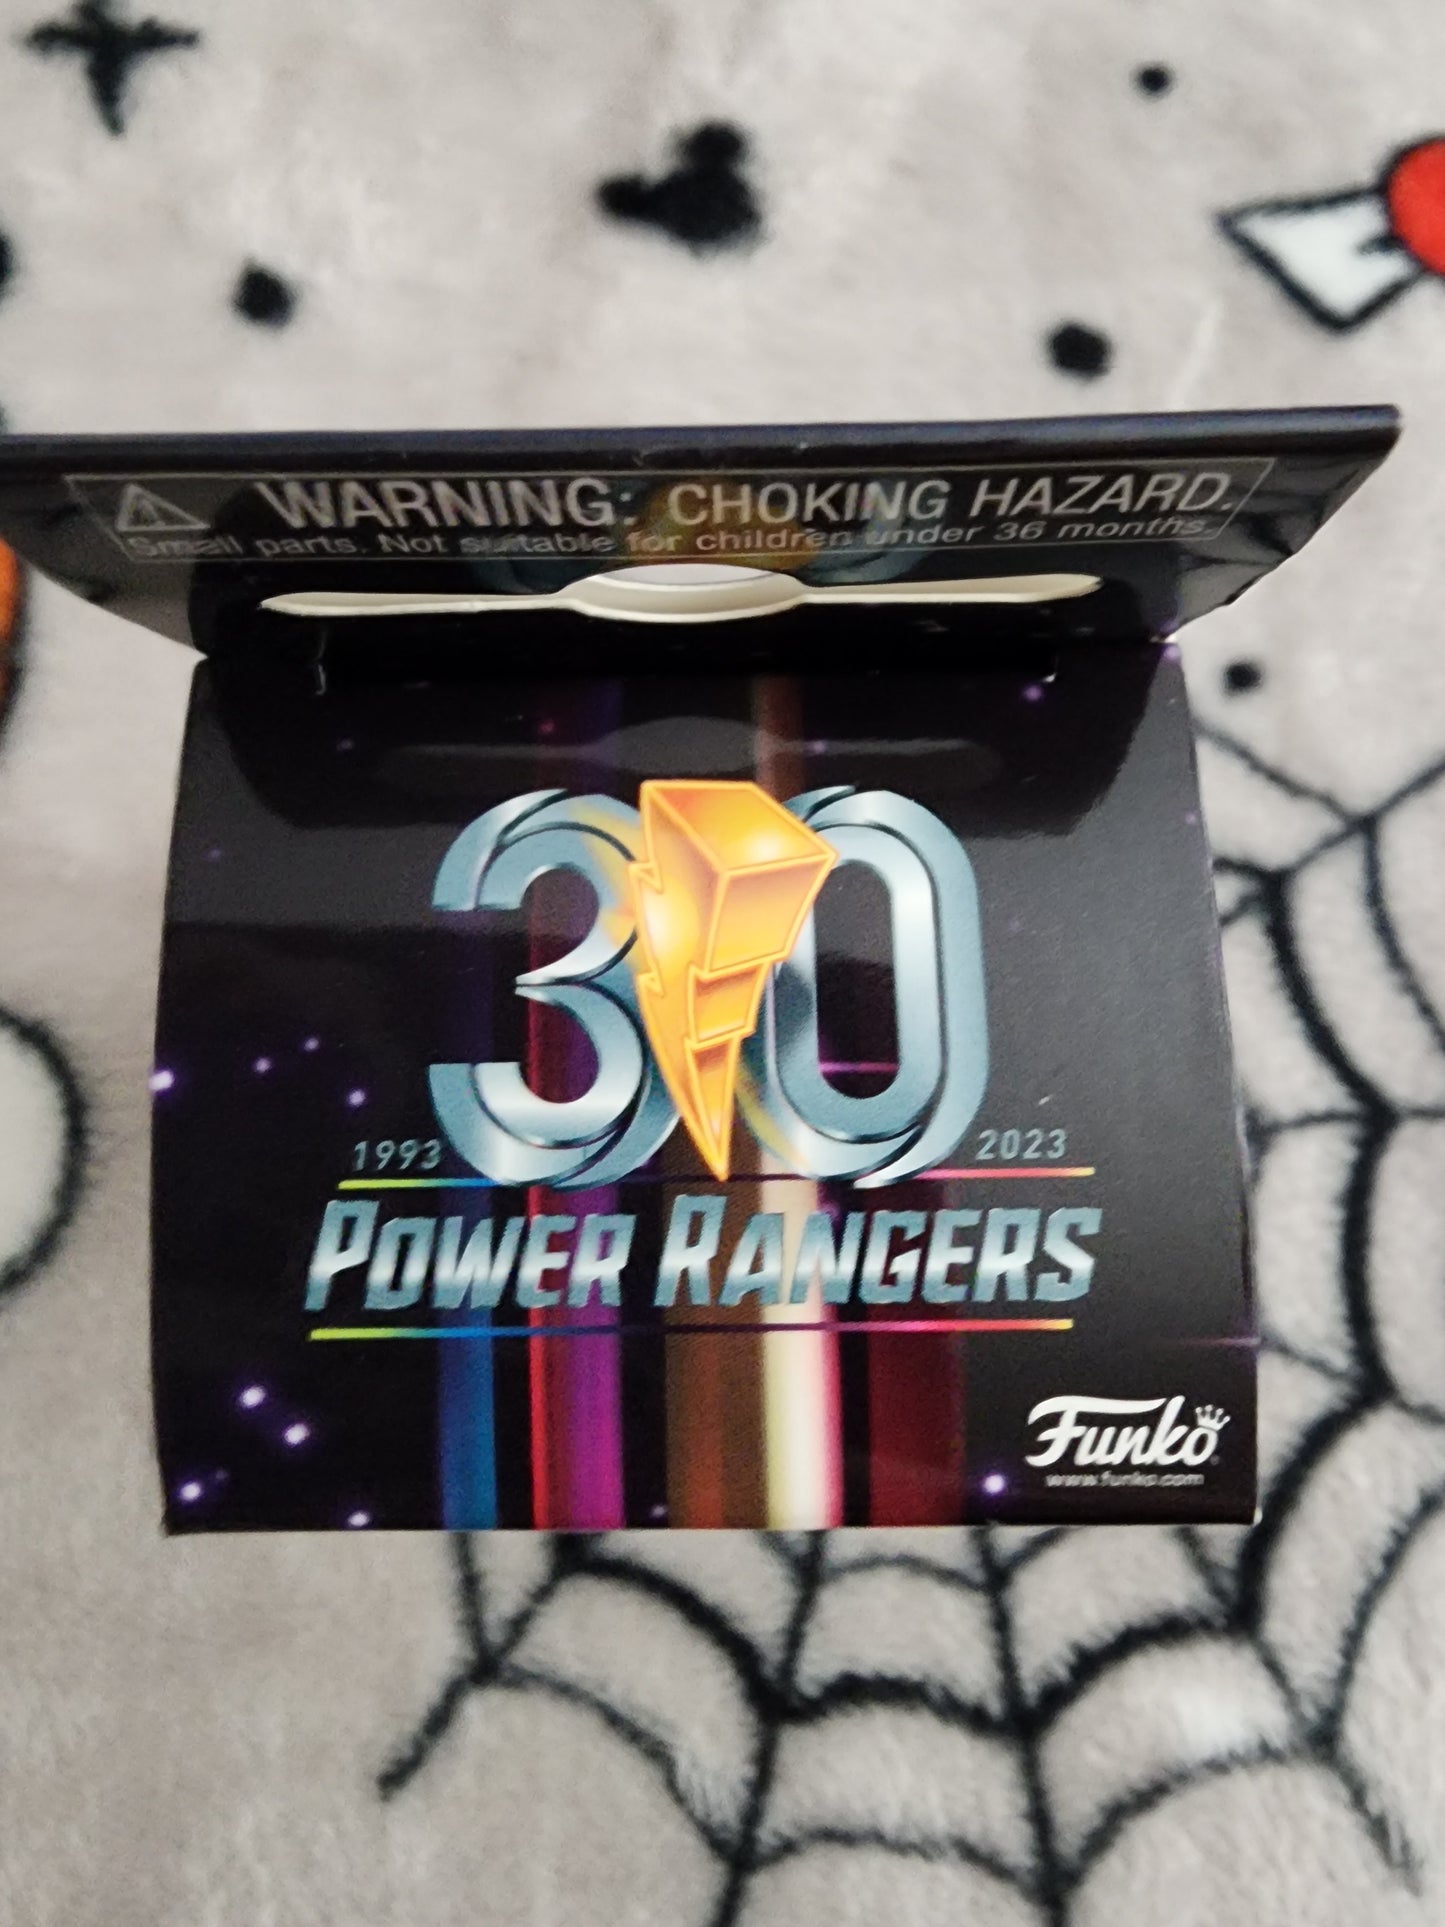 WARNING: CHOKING HAZARD.
Small parts. Not suitable for children under 36 months.
30
1993 2023
POWER RANGERS
Funko
www.funko.com